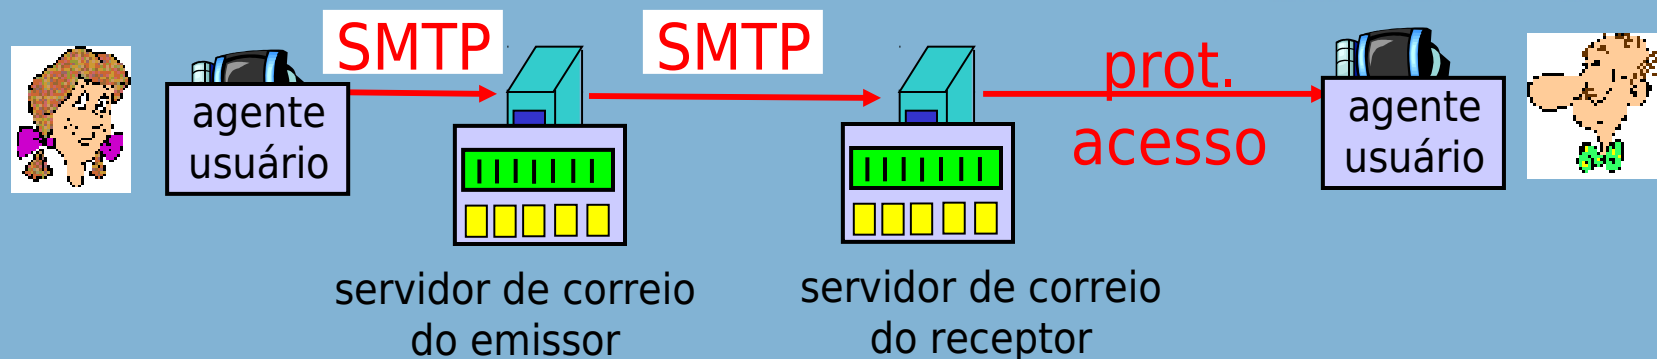 SMTP
SMTP
prot.
acesso
agente
usuário
agente
usuário
servidor de correio
do emissor
servidor de correio
do receptor